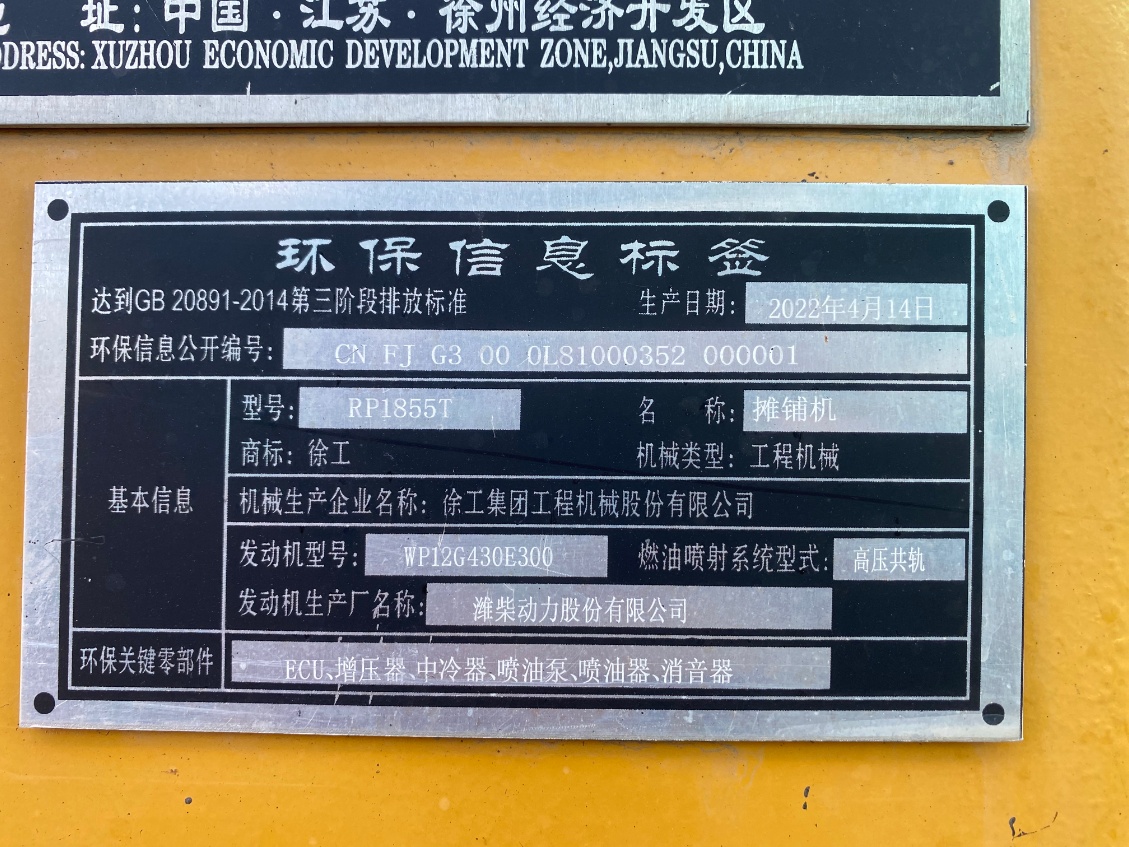 址: 中国·江苏·徐州经济开发区
DRESS: XUZHOU ECONOMIC DEVELOPMENT ZONE,JIANGSU,CHINA
环保信息标签
达到GB 20891-2014第三阶段排放标准 生产日期: 2022年4月14日
环保信息公开编号: CN FJ G3 00 0L81000352 000001
基本信息
型号: RP1855T 名 称: 摊铺机
商标: 徐工 机械类型: 工程机械
机械生产企业名称: 徐工集团工程机械股份有限公司
发动机型号: WP12G430E300 燃油喷射系统型式: 高压共轨
发动机生产厂名称: 潍柴动力股份有限公司
环保关键零部件 ECU、增压器、中冷器、喷油泵、喷油器、消音器